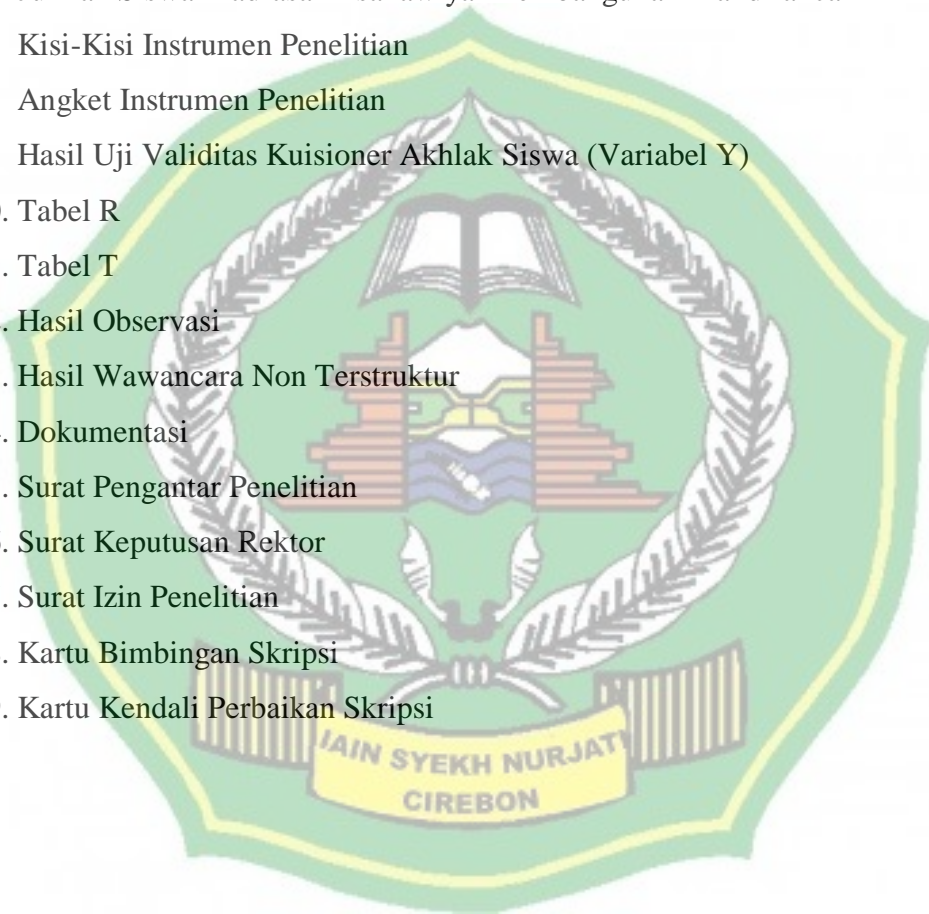 Kisi-Kisi Instrumen Penelitian
Angket Instrumen Penelitian
Hasil Uji Validitas Kuisioner Akhlak Siswa (Variabel Y)
. Tabel R
. Tabel T
. Hasil Observasi
. Hasil Wawancara Non Terstruktur
. Dokumentasi
. Surat Pengantar Penelitian
. Surat Keputusan Rektor
. Surat Izin Penelitian
. Kartu Bimbingan Skripsi
. Kartu Kendali Perbaikan Skripsi
IAIN SYEKH NURJATI
CIREBON